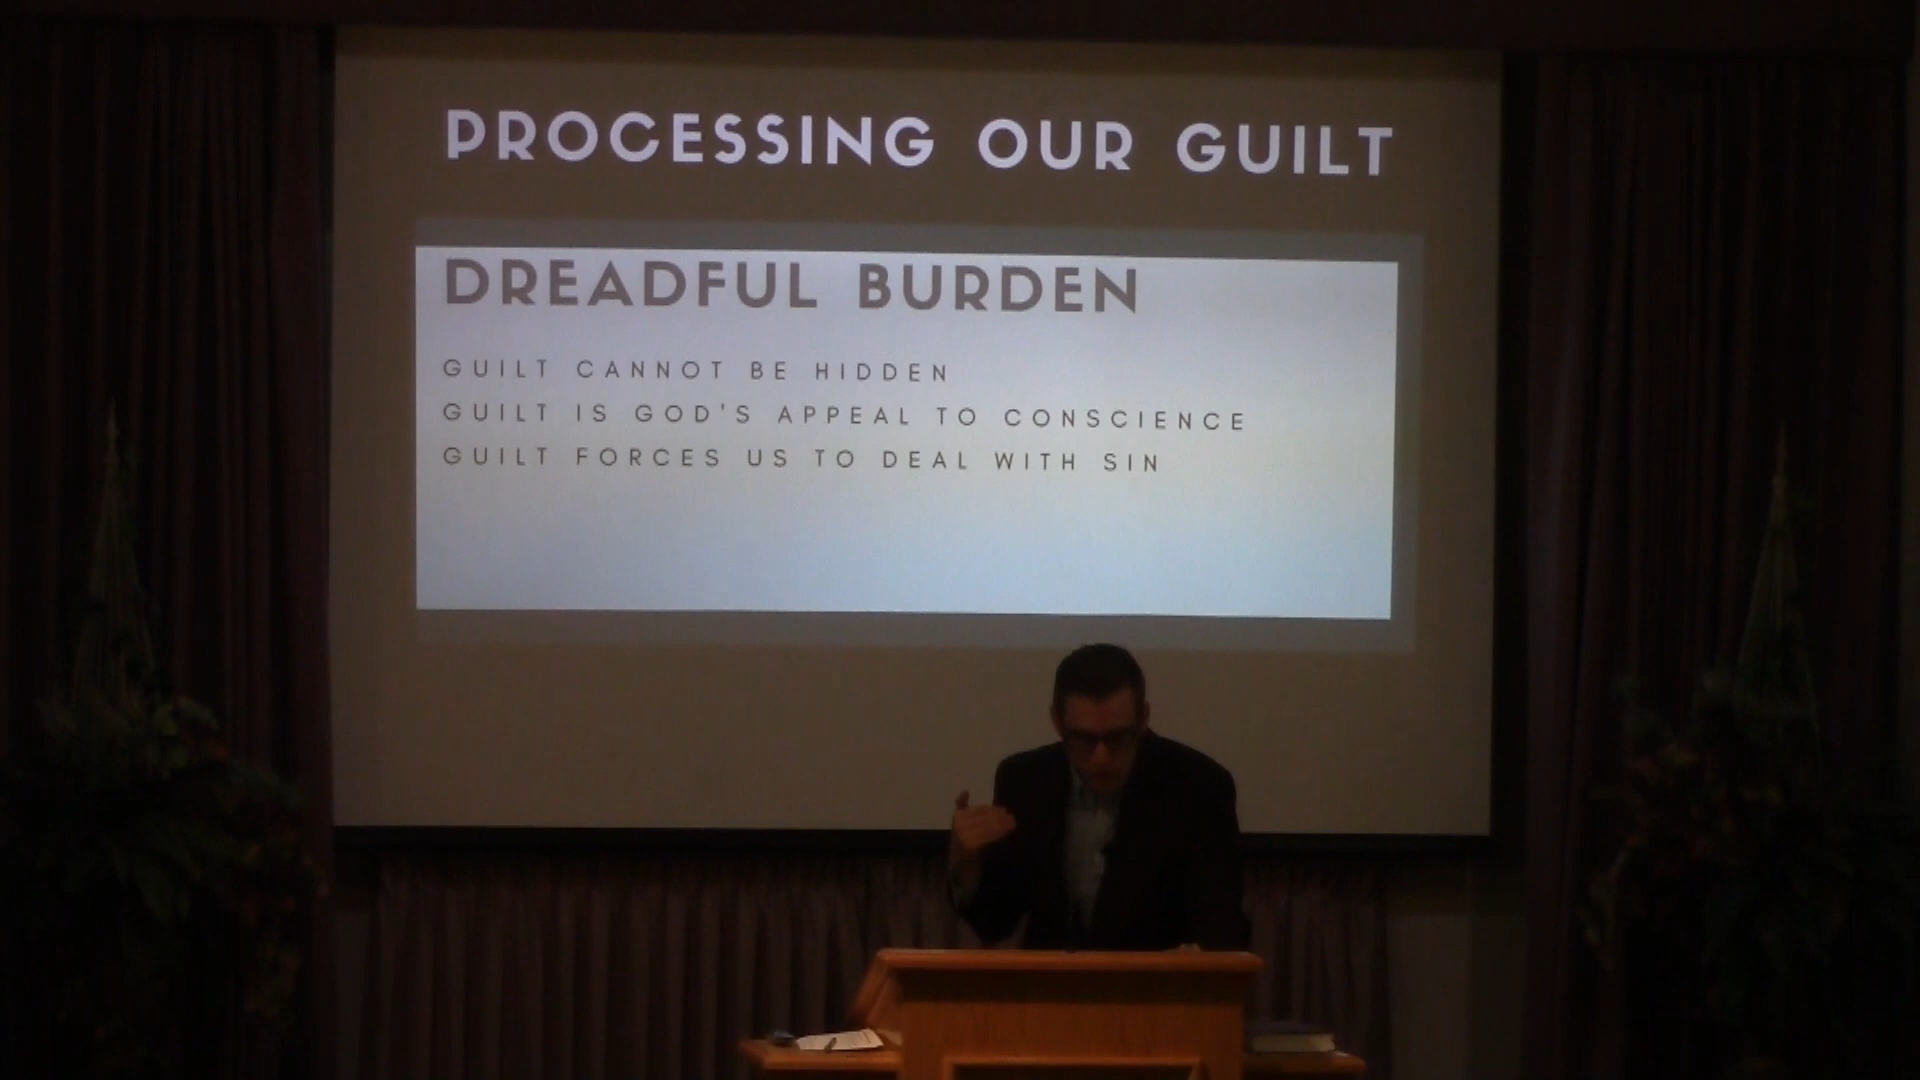 PROCESSING OUR GUILT
DREADFUL BURDEN
GUILT CANNOT BE HIDDEN
GUILT IS GOD'S APPEAL TO CONSCIENCE
GUILT FORCES US TO DEAL WITH SIN